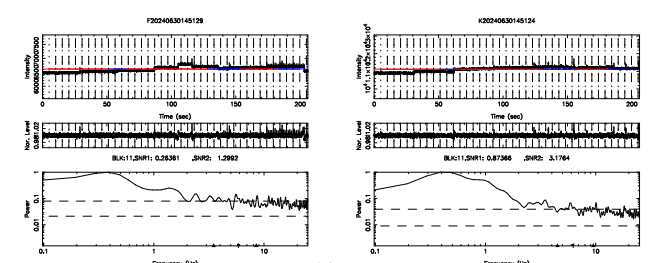 F20240630145129
K20240630145124
Intensity
Intensity
0
50
100
150
200
0
50
100
150
200
Time (sec)
Time (sec)
Nor. Level
Nor. Level
BLK:11,SNR1: 0.26361 ,SNR2: 1.2992
BLK:11,SNR1: 0.87366 ,SNR2: 3.1764
Power
Power
1
0.1
0.01
1
0.1
0.01
0.1
1
10
0.1
1
10